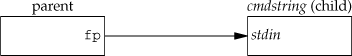 parent cmdstring (child)
fp stdin